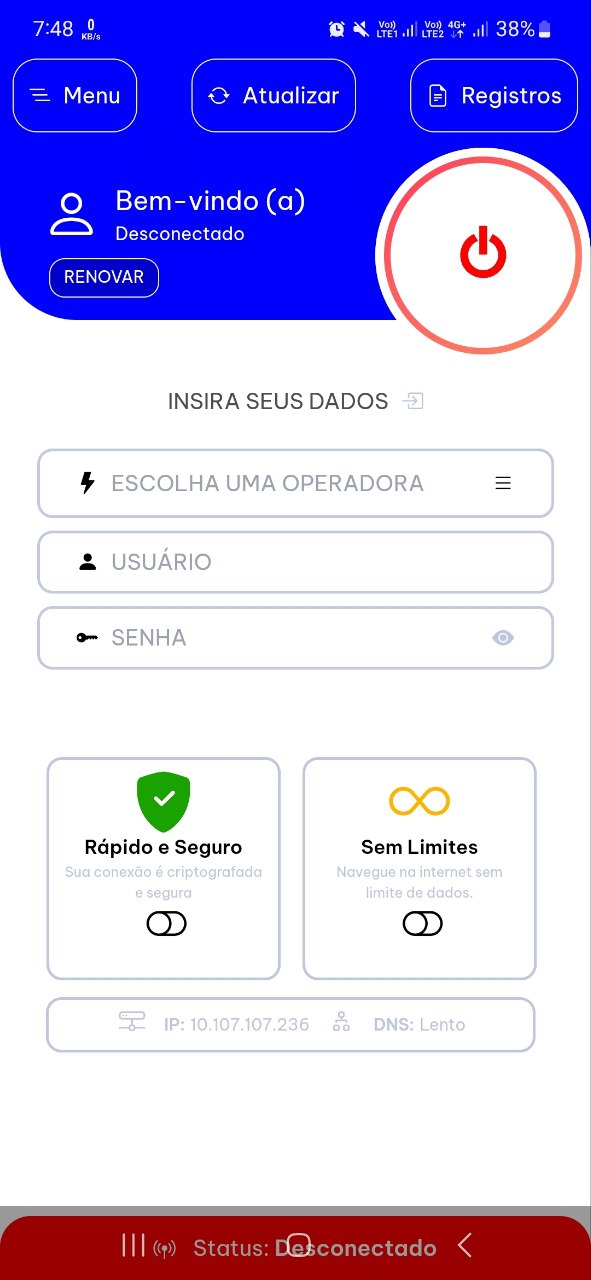 7:48 0 KB/s Vo)) LTE1 Vo)) LTE2 4G+ 38%
Menu Atualizar Registros
Bem-vindo (a)
Desconectado
RENOVAR
INSIRA SEUS DADOS
ESCOLHA UMA OPERADORA
USUÁRIO
SENHA
Rápido e Seguro
Sua conexão é criptografada
e segura
Sem Limites
Navegue na internet sem
limite de dados.
IP: 10.107.107.236 DNS: Lento
Status: Desconectado